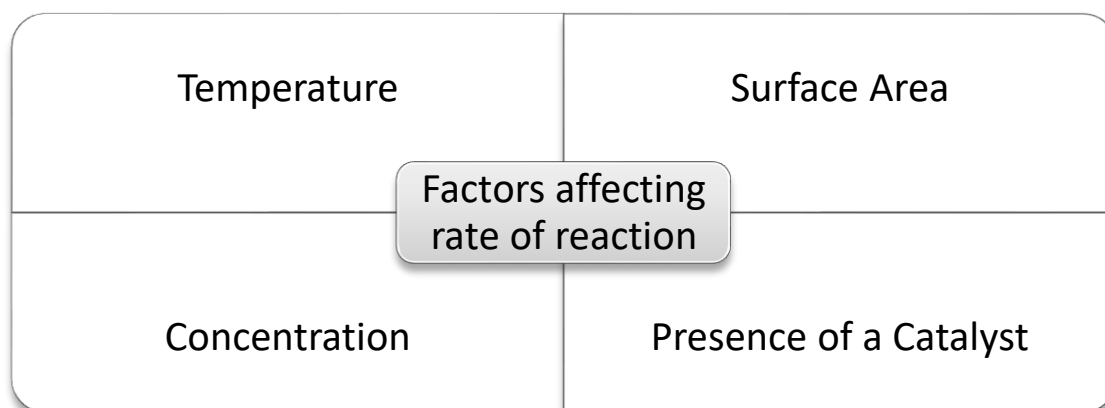 Temperature
Surface Area
Factors affecting
rate of reaction
Concentration
Presence of a Catalyst